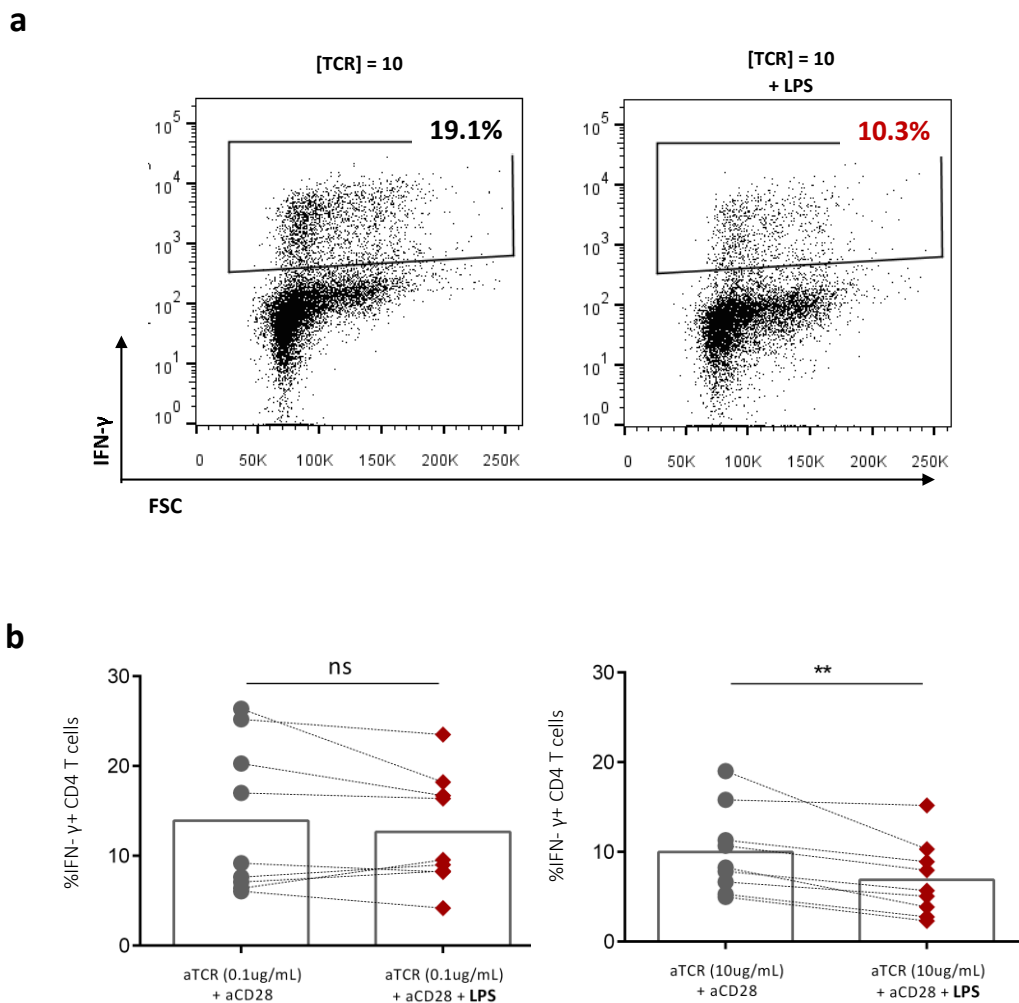 a
[TCR] = 10
[TCR] = 10
+ LPS
19.1%
10.3%
10^5
10^4
10^3
10^2
10^1
10^0
10^5
10^4
10^3
10^2
10^1
10^0
IFN-γ
0 50K 100K 150K 200K 250K
0 50K 100K 150K 200K 250K
FSC
b
ns
30
20
10
0
%IFN- γ+ CD4 T cells
aTCR (0.1ug/mL)
+ aCD28
aTCR (0.1ug/mL)
+ aCD28 + LPS
**
30
20
10
0
%IFN- γ+ CD4 T cells
aTCR (10ug/mL)
+ aCD28
aTCR (10ug/mL)
+ aCD28 + LPS